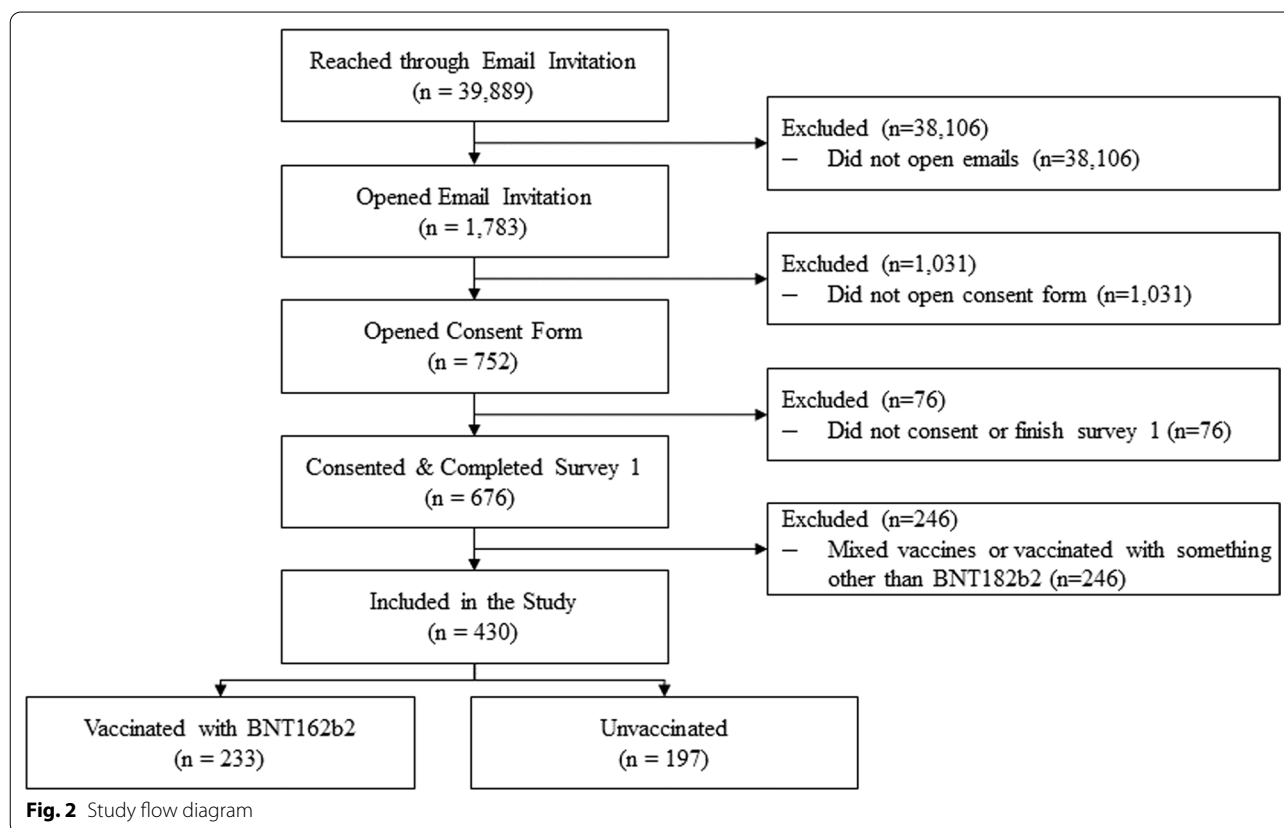 Reached through Email Invitation
(n = 39,889)
Excluded (n=38,106)
– Did not open emails (n=38,106)
Opened Email Invitation
(n = 1,783)
Excluded (n=1,031)
– Did not open consent form (n=1,031)
Opened Consent Form
(n = 752)
Excluded (n=76)
– Did not consent or finish survey 1 (n=76)
Consented & Completed Survey 1
(n = 676)
Excluded (n=246)
– Mixed vaccines or vaccinated with something
other than BNT182b2 (n=246)
Included in the Study
(n = 430)
Vaccinated with BNT162b2
(n = 233)
Unvaccinated
(n = 197)
Fig. 2 Study flow diagram